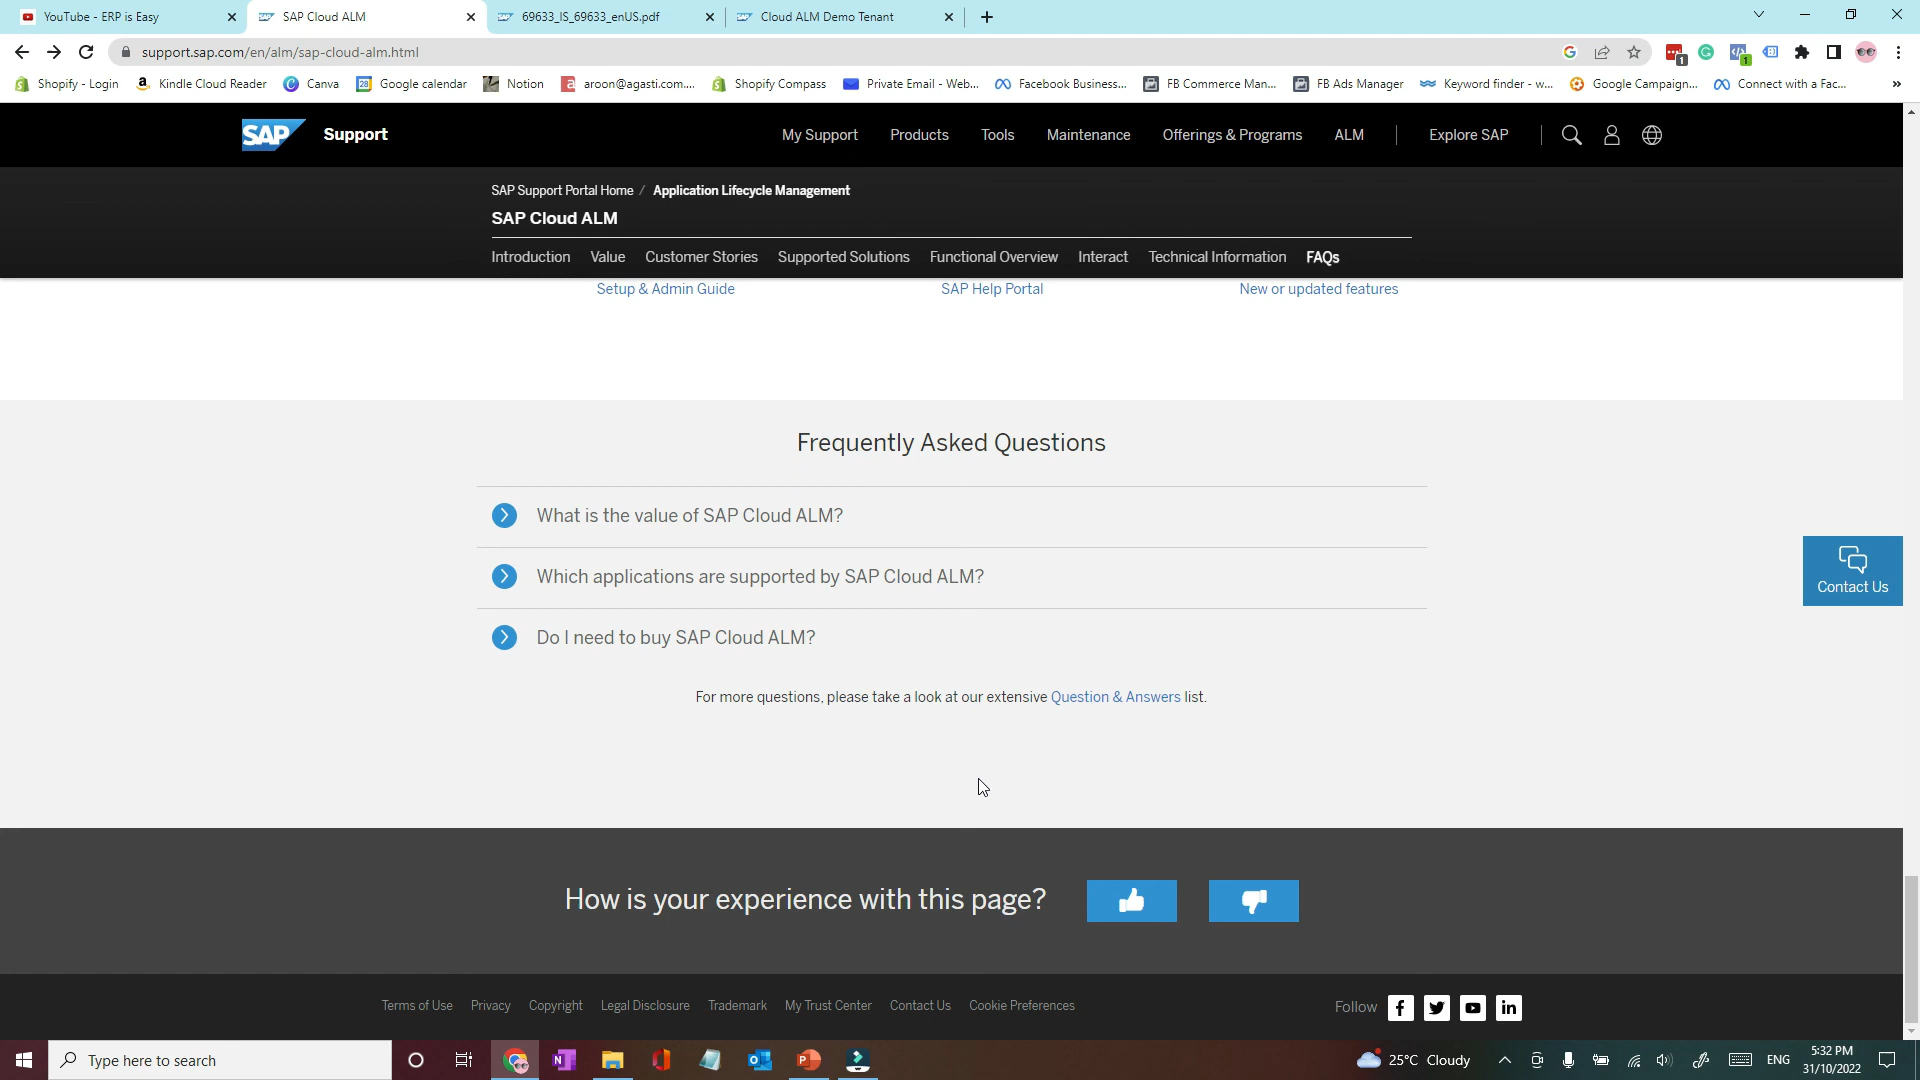 YouTube - ERP is Easy
SAP Cloud ALM
69633_IS_69633_enUS.pdf
Cloud ALM Demo Tenant
support.sap.com/en/alm/sap-cloud-alm.html
Shopify - Login
Kindle Cloud Reader
Canva
Google calendar
Notion
aroon@agasti.com....
Shopify Compass
Private Email - Web...
Facebook Business...
FB Commerce Man...
FB Ads Manager
Keyword finder - w...
Google Campaign...
Connect with a Fac...
SAP Support
My Support
Products
Tools
Maintenance
Offerings & Programs
ALM
Explore SAP
SAP Support Portal Home / Application Lifecycle Management
SAP Cloud ALM
Introduction
Value
Customer Stories
Supported Solutions
Functional Overview
Interact
Technical Information
FAQs
Setup & Admin Guide
SAP Help Portal
New or updated features
Frequently Asked Questions
What is the value of SAP Cloud ALM?
Which applications are supported by SAP Cloud ALM?
Contact Us
Do I need to buy SAP Cloud ALM?
For more questions, please take a look at our extensive Question & Answers list.
How is your experience with this page?
Terms of Use
Privacy
Copyright
Legal Disclosure
Trademark
My Trust Center
Contact Us
Cookie Preferences
Follow
Type here to search
25°C Cloudy
ENG
5:32 PM
31/10/2022